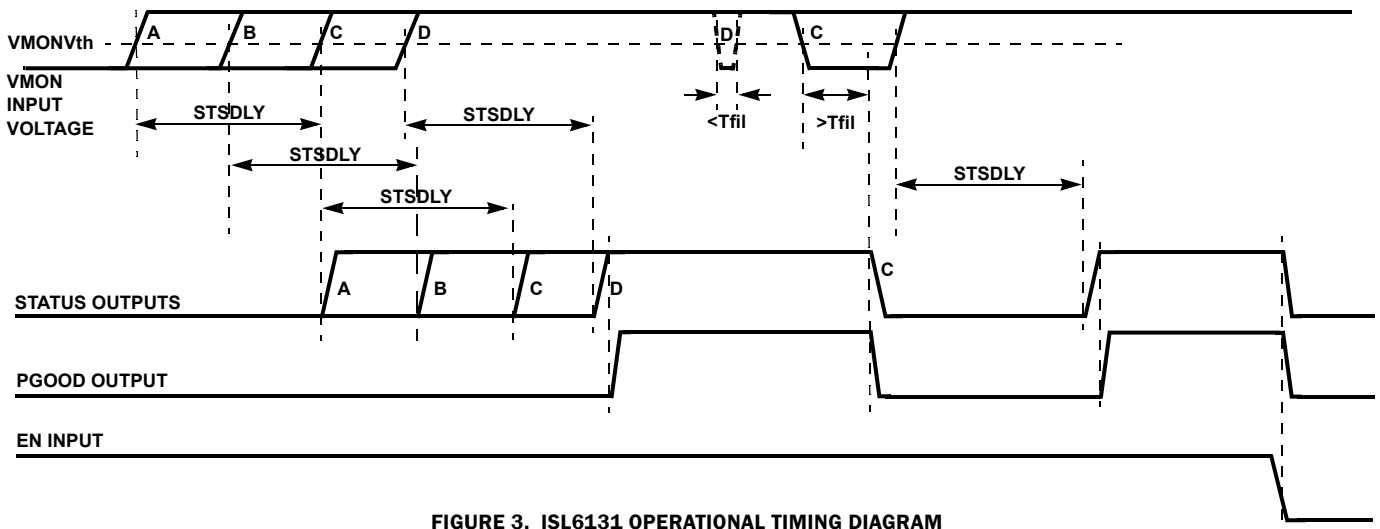 A B C D D C
VMONVth
VMON
INPUT
VOLTAGE
STSDLY STSDLY <Tfil >Tfil
STSDLY STSDLY
STSDLY
C
A B C D
STATUS OUTPUTS
PGOOD OUTPUT
EN INPUT
FIGURE 3. ISL6131 OPERATIONAL TIMING DIAGRAM